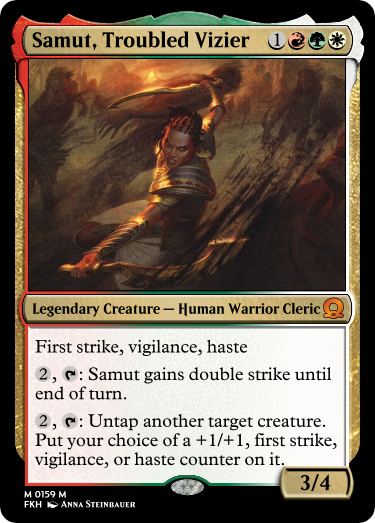 Samut, Troubled Vizier 1
Legendary Creature — Human Warrior Cleric
First strike, vigilance, haste
2, : Samut gains double strike until
end of turn.
2, : Untap another target creature.
Put your choice of a +1/+1, first strike,
vigilance, or haste counter on it.
3/4
M 0159 M
FKH Anna Steinbauer